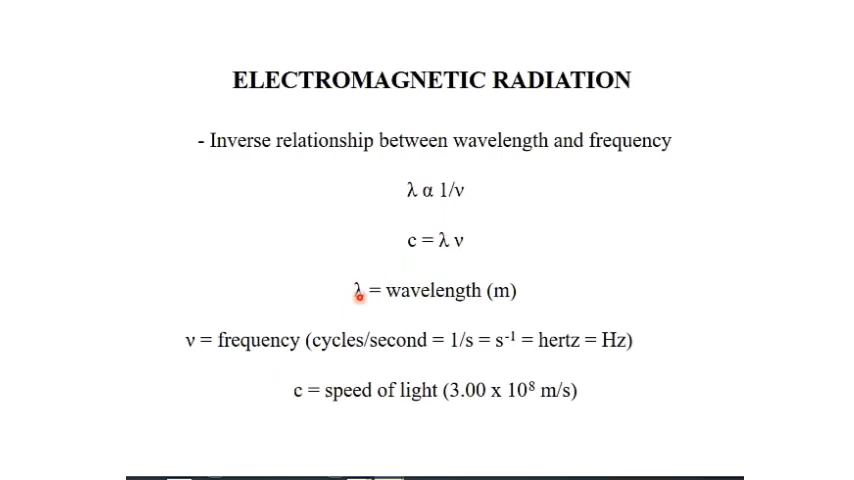 ELECTROMAGNETIC RADIATION
- Inverse relationship between wavelength and frequency
λ α 1/ν
c = λ ν
λ = wavelength (m)
ν = frequency (cycles/second = 1/s = s⁻¹ = hertz = Hz)
c = speed of light (3.00 x 10⁸ m/s)